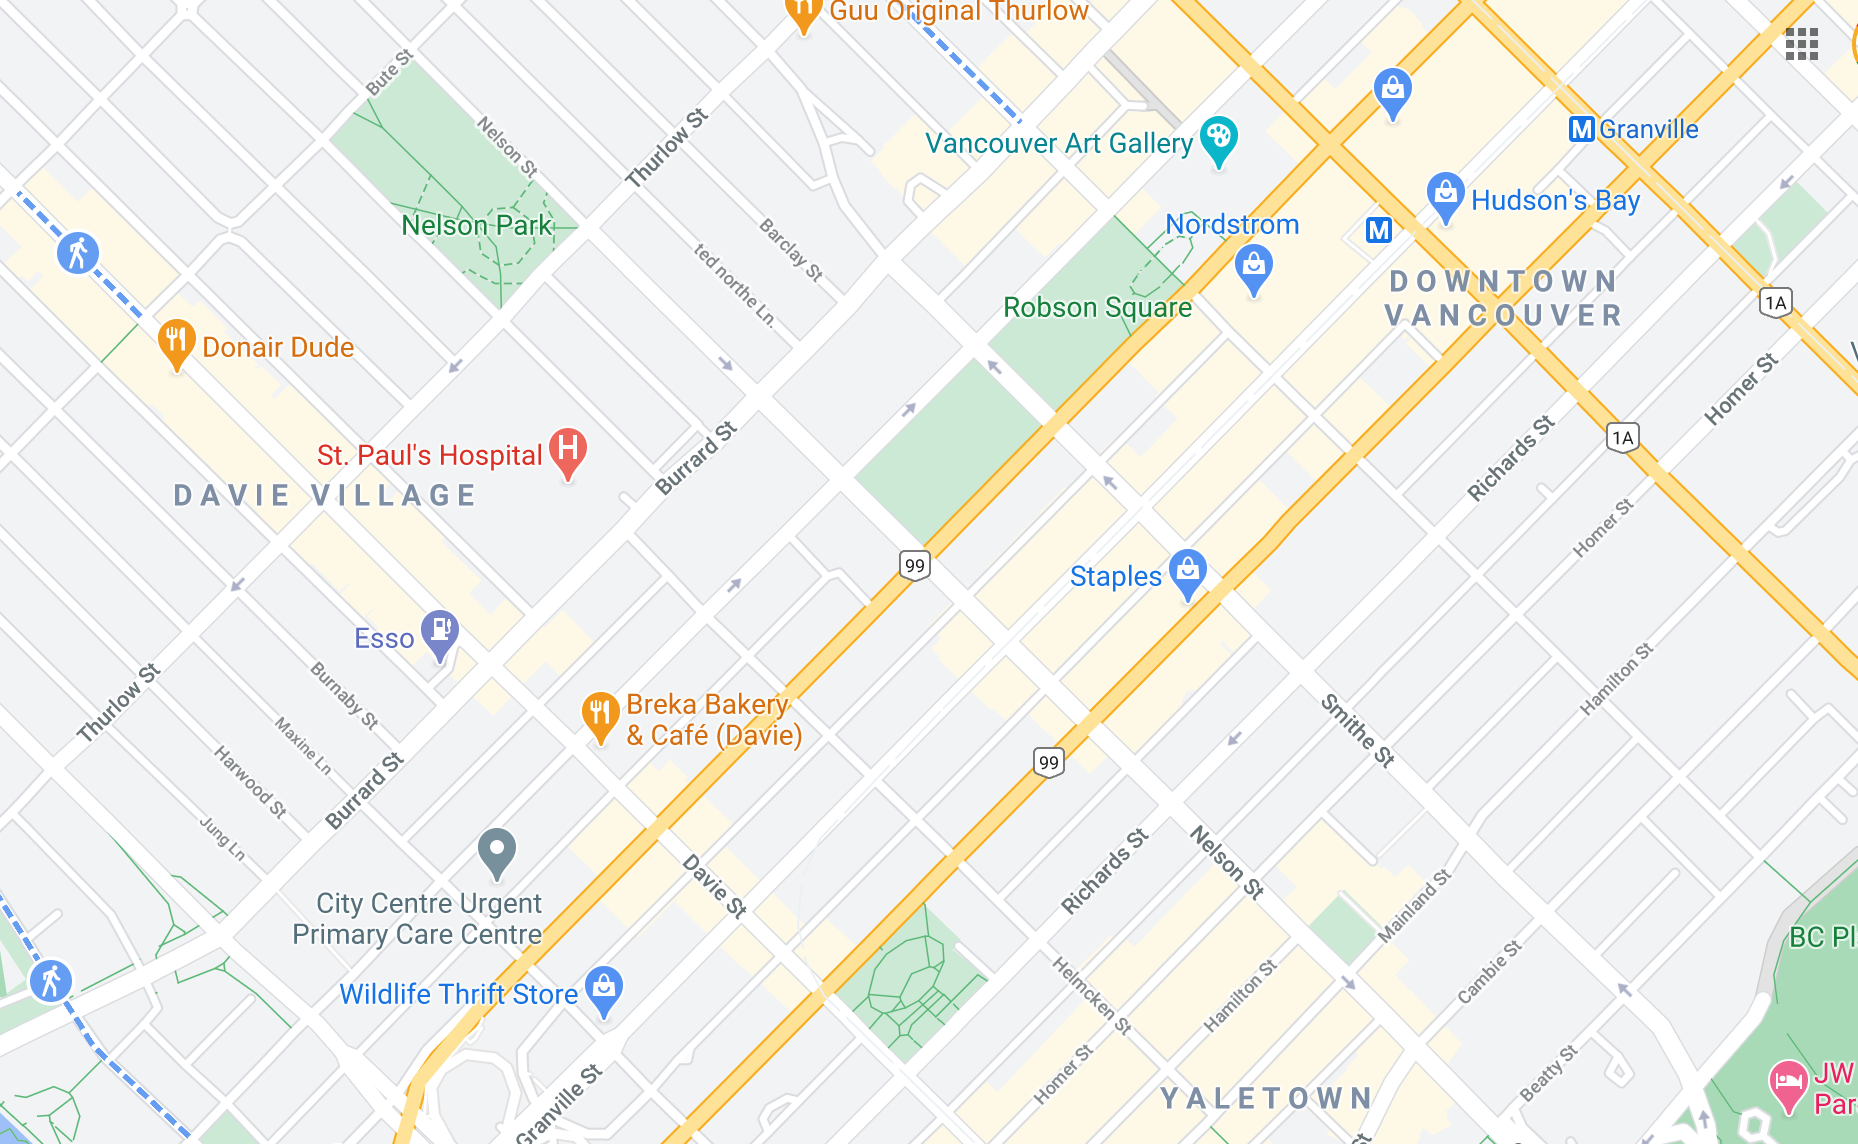 Guu Original Thurlow
Bute St
Nelson St
Thurlow St
Vancouver Art Gallery
M Granville
Nelson Park
Barclay St
ted northe Ln.
Nordstrom
M
Hudson's Bay
DOWNTOWN
VANCOUVER
Robson Square
1A
Donair Dude
Homer St
1A
Burrard St
Richards St
St. Paul's Hospital
H
DAVIE VILLAGE
Homer St
99
Staples
Esso
Burnaby St
Hamilton St
Thurlow St
Breka Bakery
& Café (Davie)
Maxine Ln
Smithe St
99
Harwood St
Burrard St
Jung Ln
Davie St
Richards St
Nelson St
Mainland St
City Centre Urgent
Primary Care Centre
BC Pl
Wildlife Thrift Store
Helmcken St
Hamilton St
Cambie St
Granville St
Homer St
Beatty St
YALETOWN
JW
Par